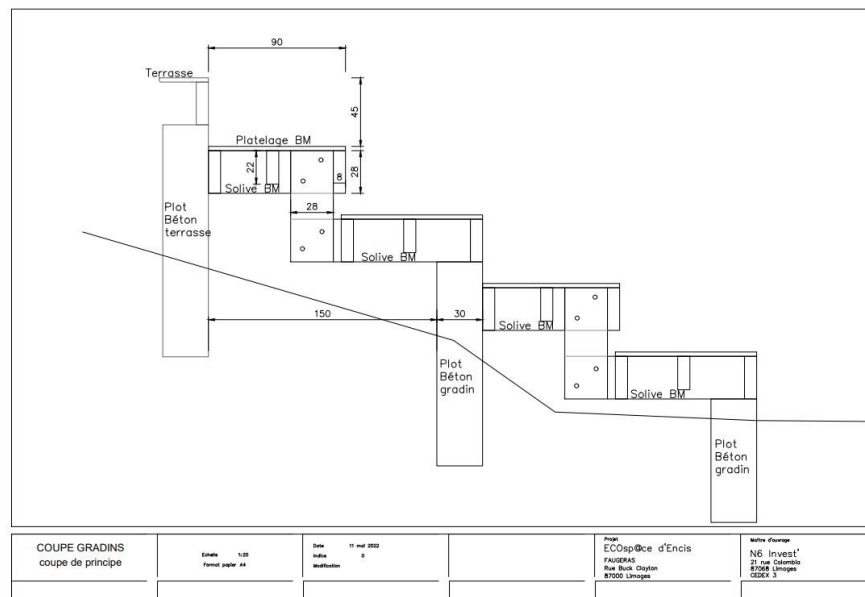 90
Terrasse
45
Platelage BM
22
8
28
Solive BM
28
Plot
Béton
terrasse
Solive BM
150
30
Solive BM
Plot
Béton
gradin
Solive BM
Plot
Béton
gradin
COUPE GRADINS
coupe de principe
Echelle 1:20
Format papier A4
Date 11 mai 2022
Indice 0
Modification
Projet
ECOsp@ce d'Encis
FAUGERAS
Rue Buck Clayton
87000 Limoges
Maître d'ouvrage
N6 Invest'
21 rue Colombia
87068 Limoges
CEDEX 3